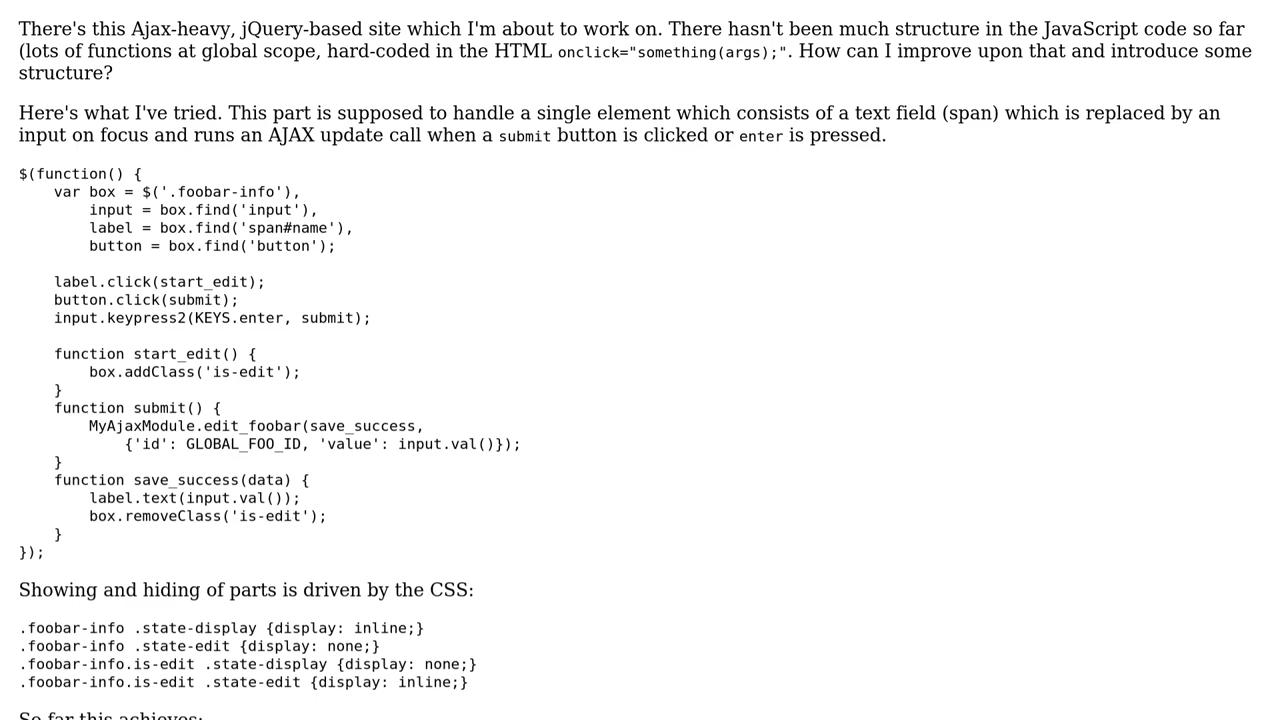 There's this Ajax-heavy, jQuery-based site which I'm about to work on. There hasn't been much structure in the JavaScript code so far
(lots of functions at global scope, hard-coded in the HTML onclick="something(args);". How can I improve upon that and introduce some
structure?
Here's what I've tried. This part is supposed to handle a single element which consists of a text field (span) which is replaced by an
input on focus and runs an AJAX update call when a submit button is clicked or enter is pressed.
$(function() {
    var box = $('.foobar-info'),
        input = box.find('input'),
        label = box.find('span#name'),
        button = box.find('button');

    label.click(start_edit);
    button.click(submit);
    input.keypress2(KEYS.enter, submit);

    function start_edit() {
        box.addClass('is-edit');
    }
    function submit() {
        MyAjaxModule.edit_foobar(save_success,
            {'id': GLOBAL_FOO_ID, 'value': input.val()});
    }
    function save_success(data) {
        label.text(input.val());
        box.removeClass('is-edit');
    }
});
Showing and hiding of parts is driven by the CSS:
.foobar-info .state-display {display: inline;}
.foobar-info .state-edit {display: none;}
.foobar-info.is-edit .state-display {display: none;}
.foobar-info.is-edit .state-edit {display: inline;}
So far this achieves: